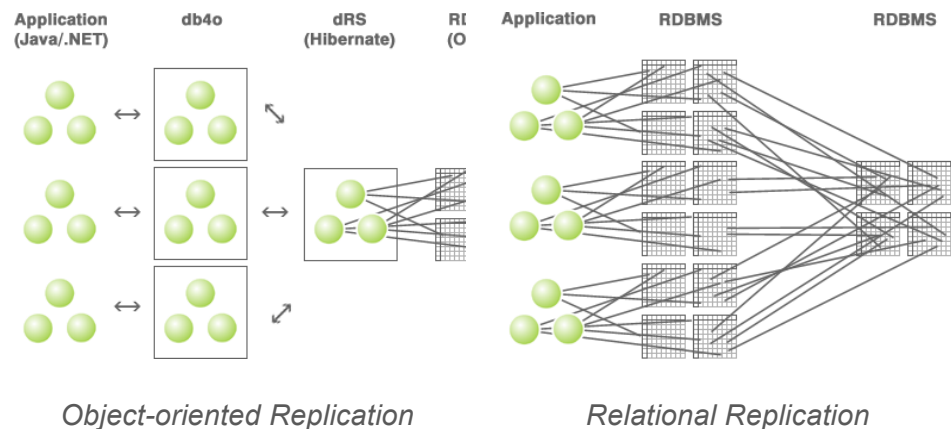 Application
(Java/.NET)
db4o
dRS
(Hibernate)
Application
RDBMS
RDBMS
Object-oriented Replication
Relational Replication